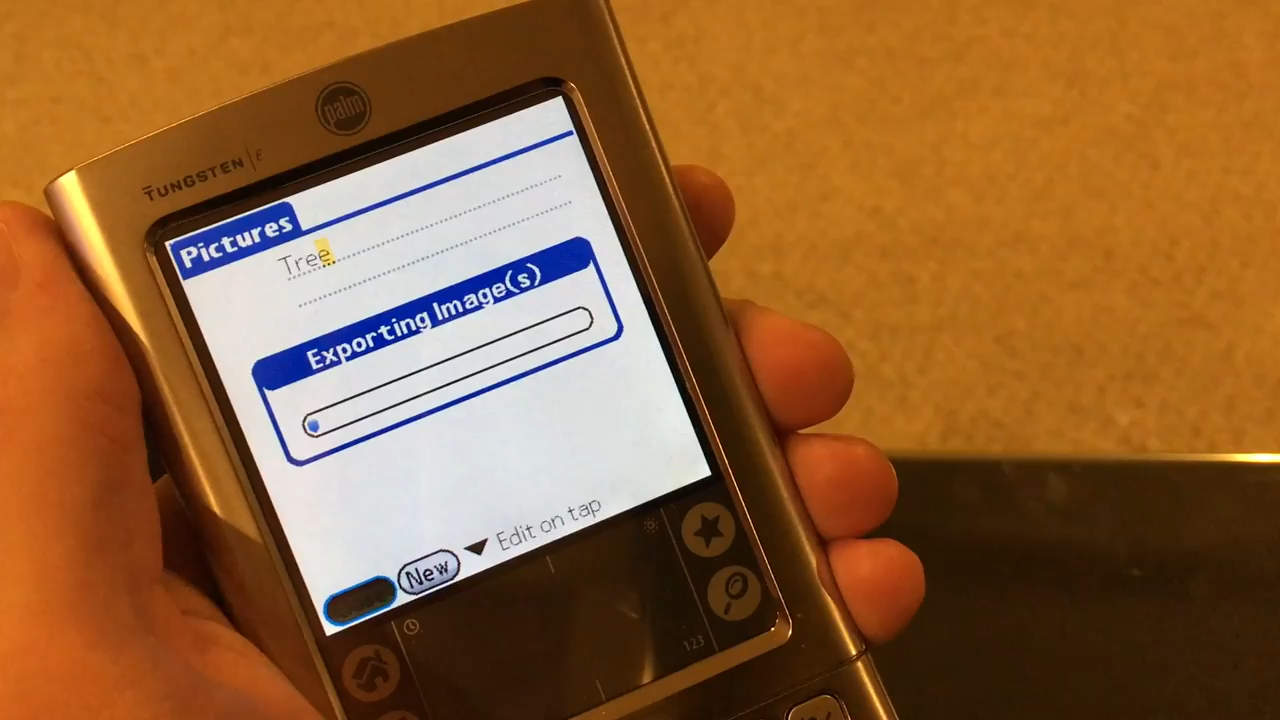 palm
TUNGSTEN | E
Pictures
Tree
Exporting Image(s)
New
Edit on tap
123